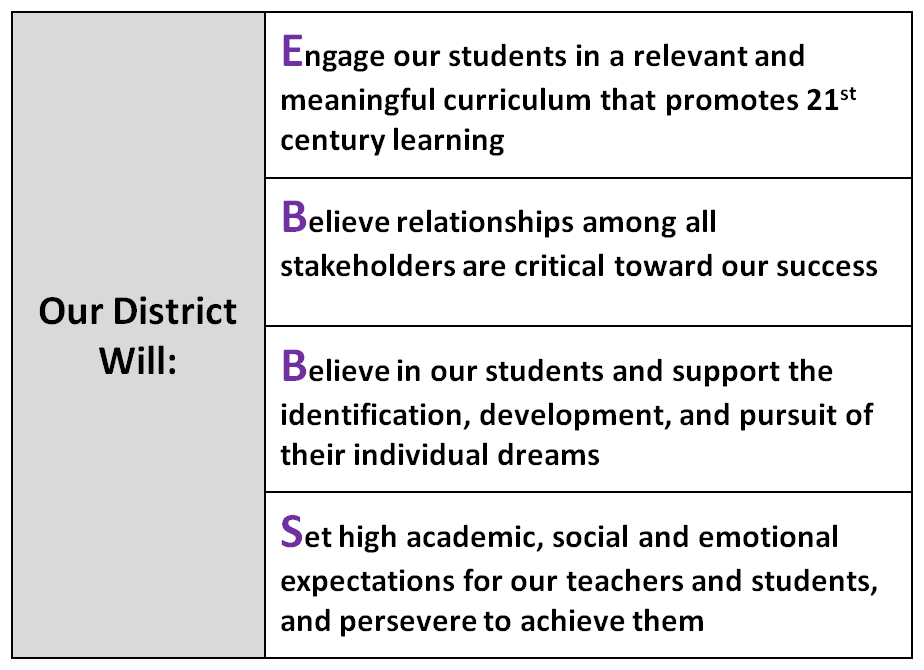 Our District
Will:
Engage our students in a relevant and
meaningful curriculum that promotes 21st
century learning
Believe relationships among all
stakeholders are critical toward our success
Believe in our students and support the
identification, development, and pursuit of
their individual dreams
Set high academic, social and emotional
expectations for our teachers and students,
and persevere to achieve them